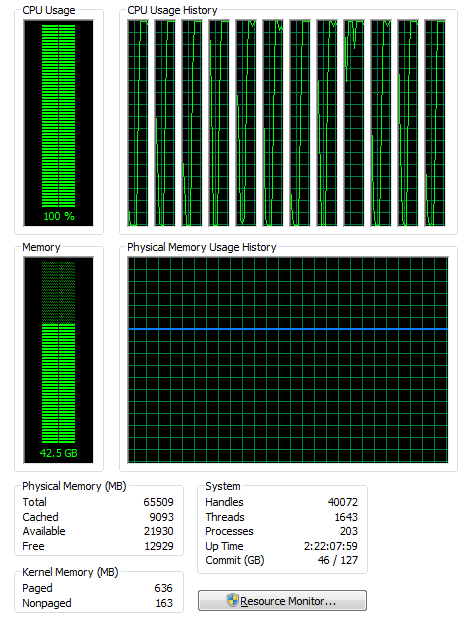 CPU Usage
CPU Usage History
100 %
Memory
Physical Memory Usage History
42.5 GB
Physical Memory (MB)
Total 65509
Cached 9093
Available 21930
Free 12929
Kernel Memory (MB)
Paged 636
Nonpaged 163
System
Handles 40072
Threads 1643
Processes 203
Up Time 2:22:07:59
Commit (GB) 46 / 127
Resource Monitor...